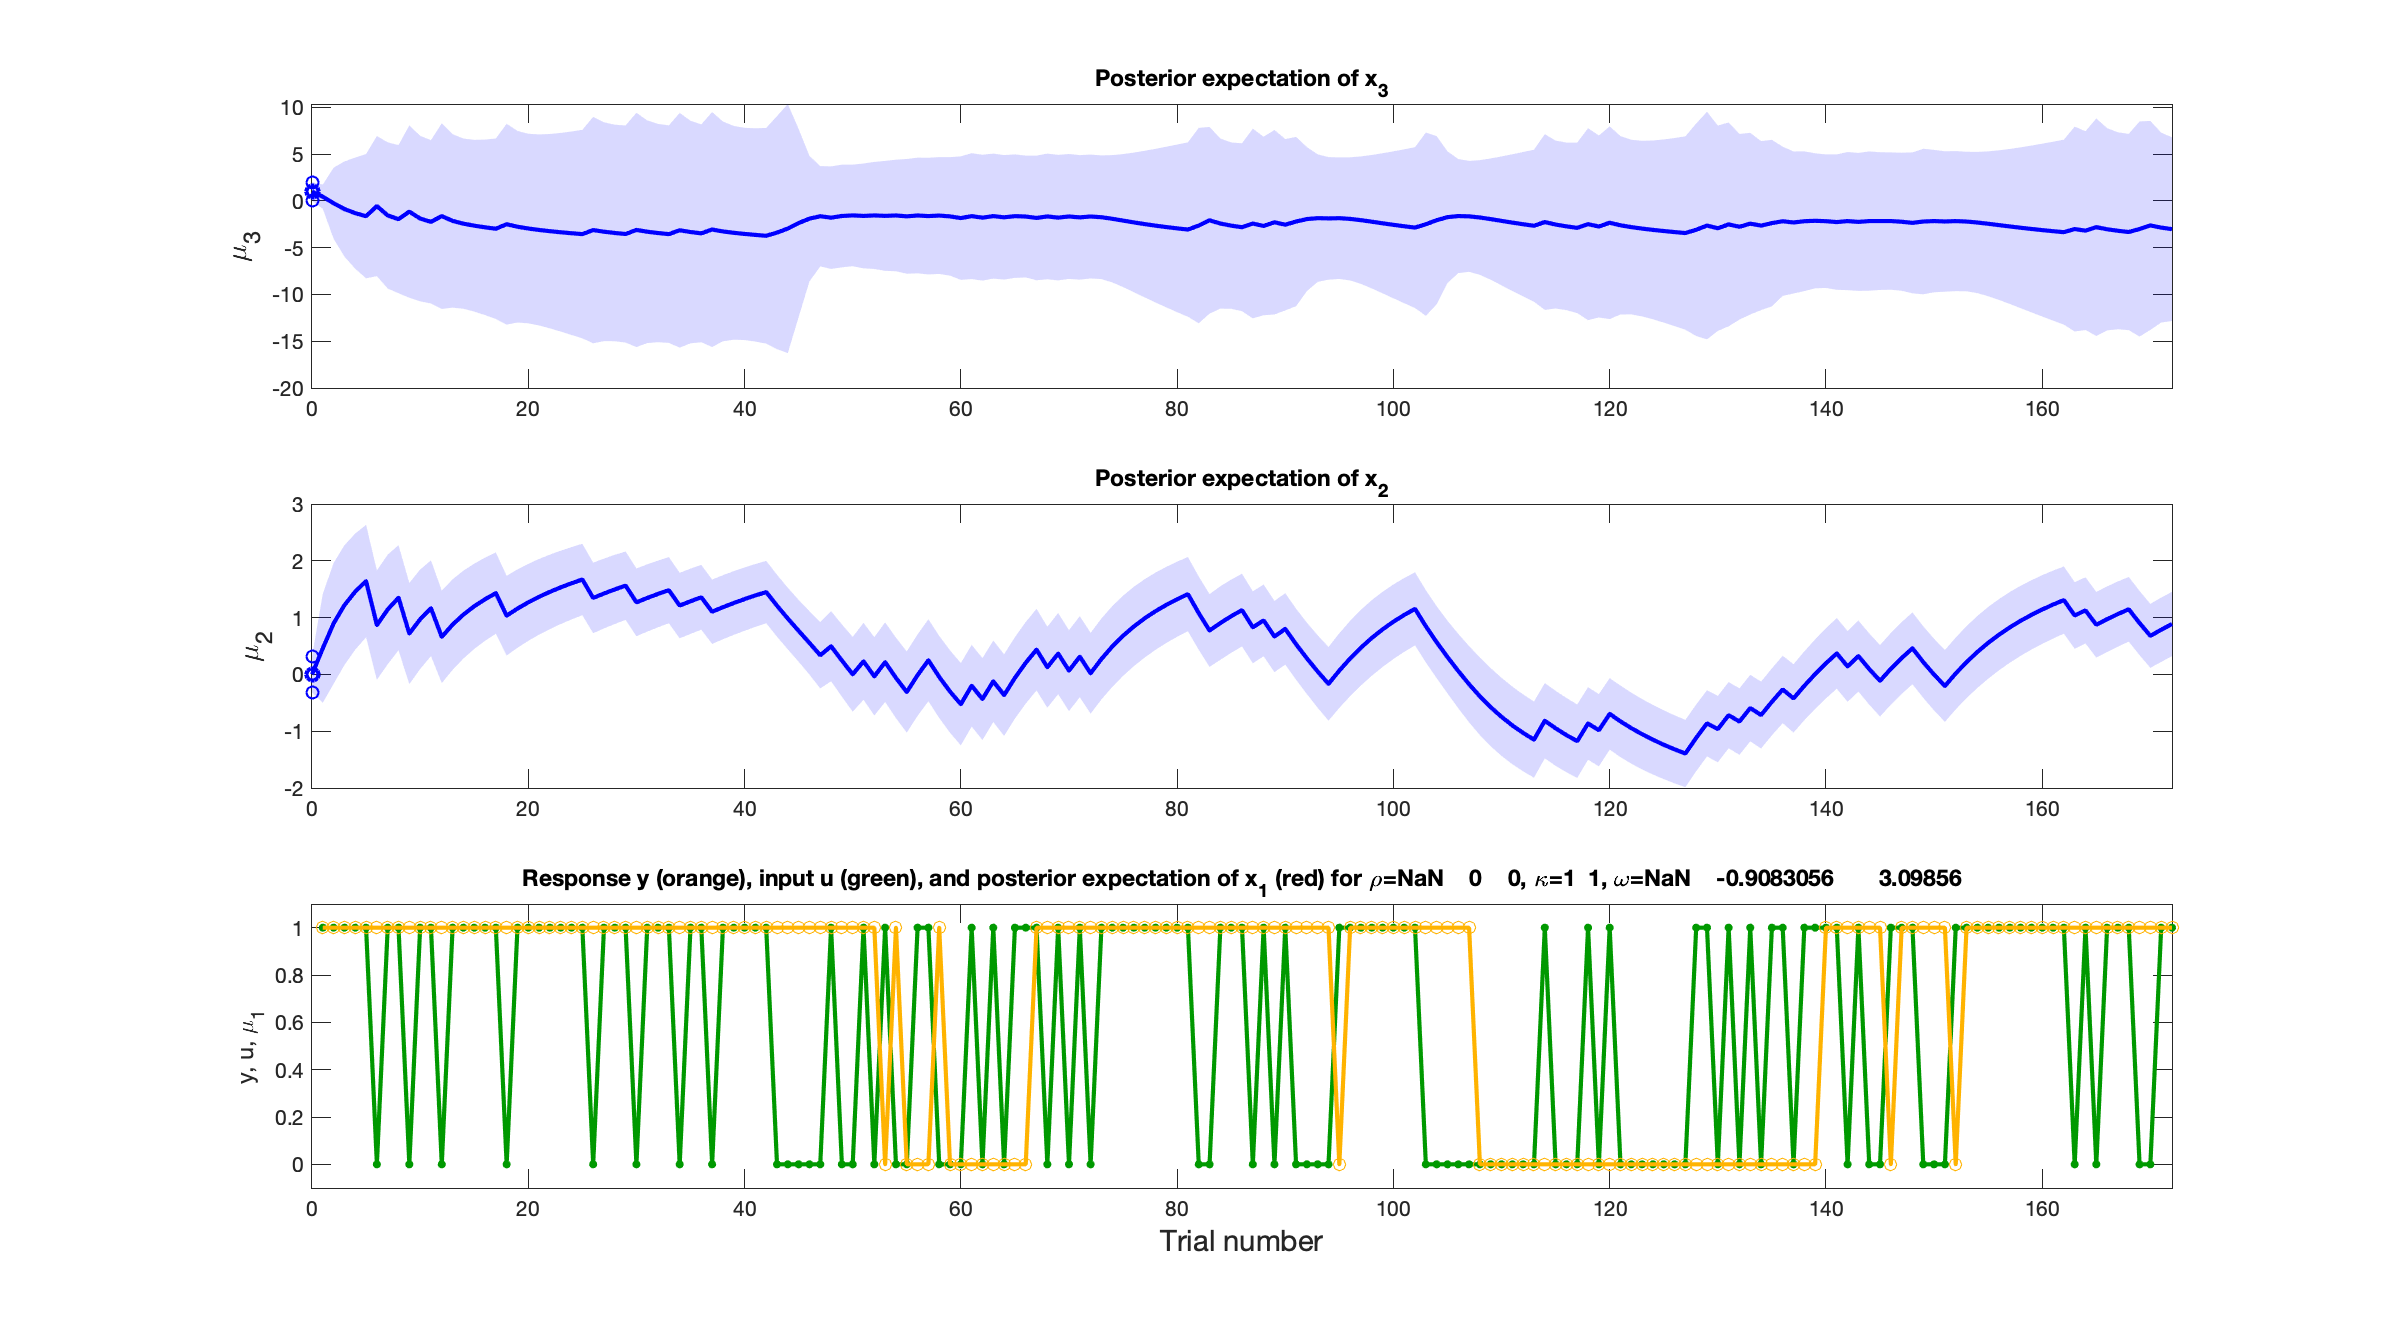 Posterior expectation of x3
10
5
0
-5
-10
-15
-20
μ3
0 20 40 60 80 100 120 140 160
Posterior expectation of x2
3
2
1
0
-1
-2
μ2
0 20 40 60 80 100 120 140 160
Response y (orange), input u (green), and posterior expectation of x1 (red) for ρ=NaN 0 0, κ=1 1, ω=NaN -0.9083056 3.09856
1
0.8
0.6
0.4
0.2
0
y, u, μ1
0 20 40 60 80 100 120 140 160
Trial number